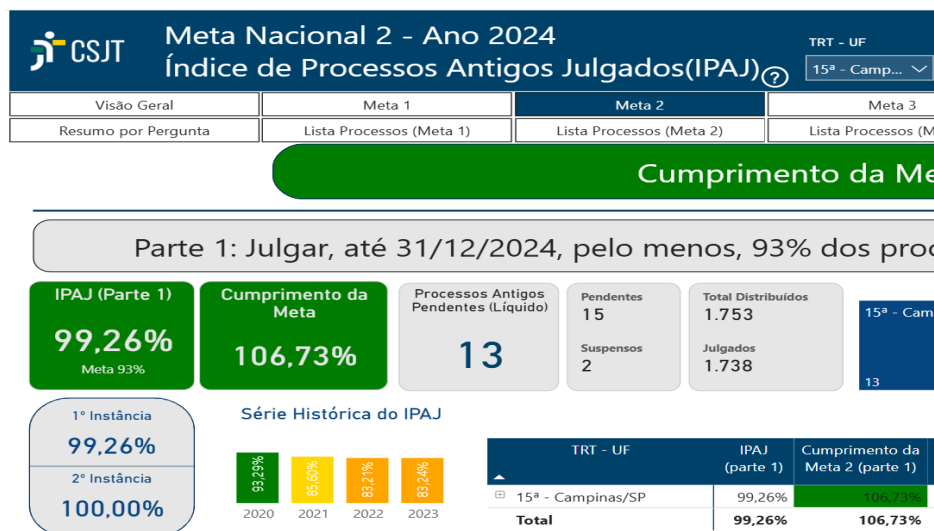 CSJT
Meta Nacional 2 - Ano 2024
Índice de Processos Antigos Julgados(IPAJ)
?
TRT - UF
15ª - Camp...
Visão Geral
Meta 1
Meta 2
Meta 3
Resumo por Pergunta
Lista Processos (Meta 1)
Lista Processos (Meta 2)
Lista Processos (M
Cumprimento da Me
Parte 1: Julgar, até 31/12/2024, pelo menos, 93% dos proc
IPAJ (Parte 1)
99,26%
Meta 93%
Cumprimento da
Meta
106,73%
Processos Antigos
Pendentes (Líquido)
13
Pendentes
15
Suspensos
2
Total Distribuídos
1.753
Julgados
1.738
15ª - Cam
13
1° Instância
99,26%
2° Instância
100,00%
Série Histórica do IPAJ
93,29%
85,60%
83,21%
83,24%
2020
2021
2022
2023
TRT - UF
IPAJ
(parte 1)
Cumprimento da
Meta 2 (parte 1)
15ª - Campinas/SP
99,26%
106,73%
Total
99,26%
106,73%